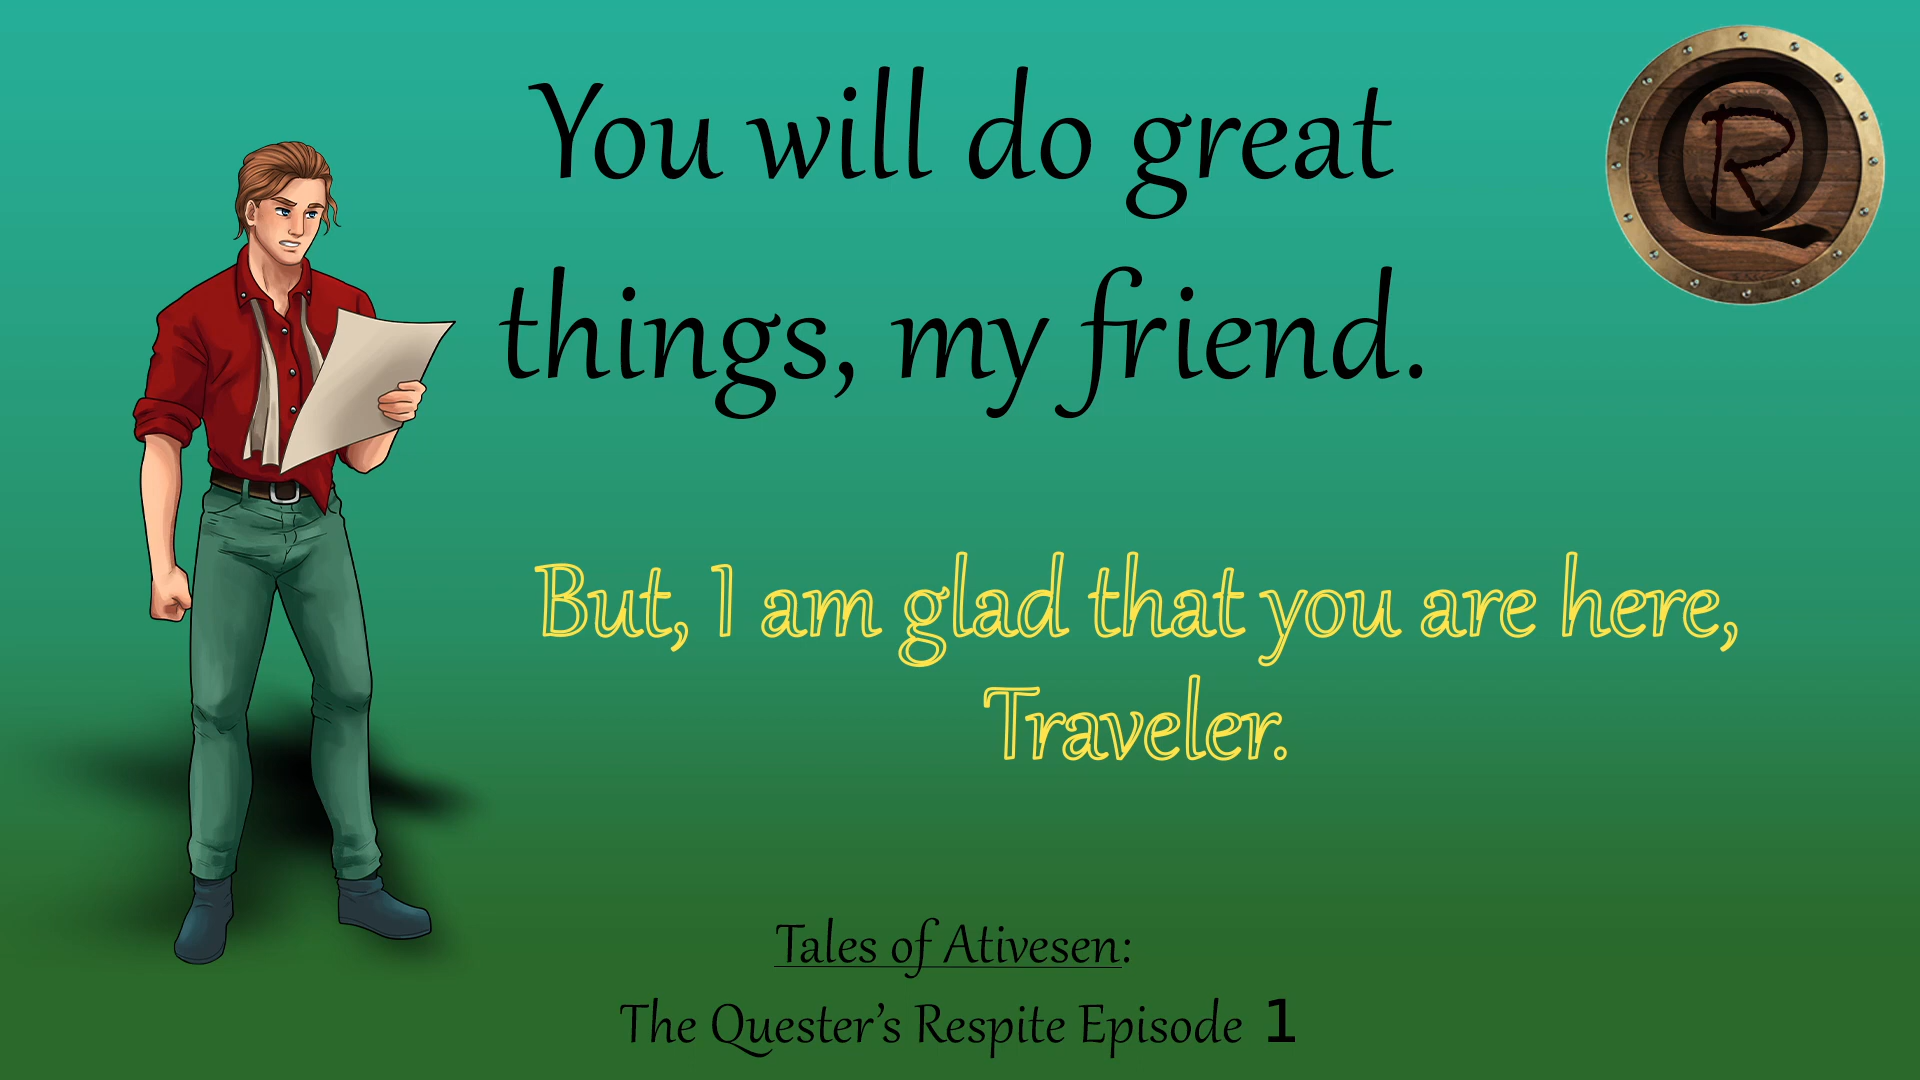 You will do great
things, my friend.
QR
But, I am glad that you are here,
Traveler.
Tales of Ativesen:
The Quester's Respite Episode 1